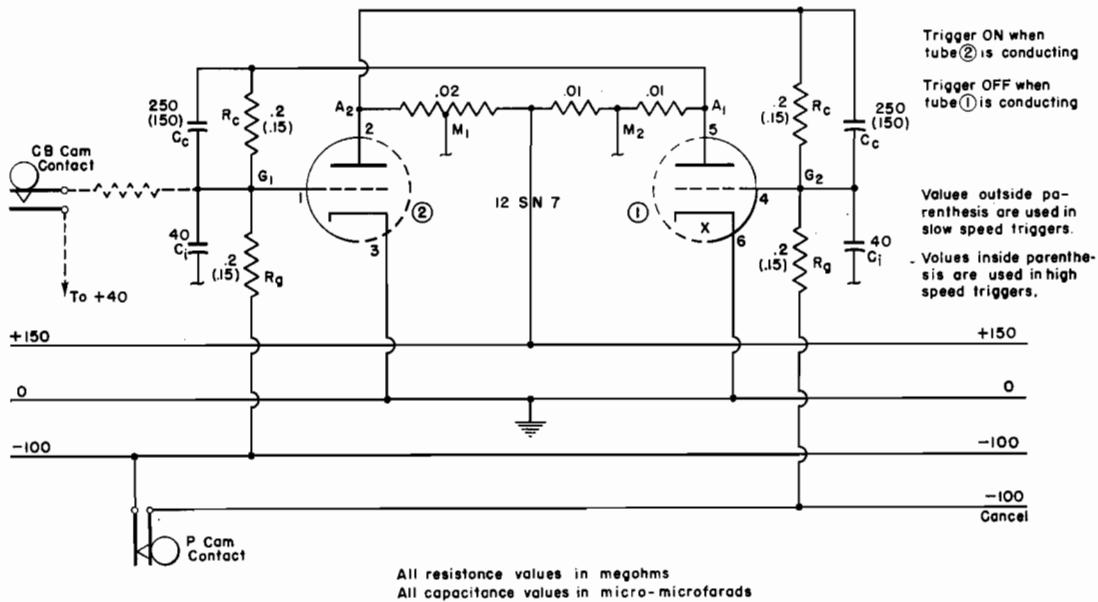 Trigger ON when
tube ② is conducting
Trigger OFF when
tube ① is conducting
.02
.01
.01
250
(150)
Cc
Rc
.2
(.15)
A2
2
M1
M2
A1
5
.2
(.15)
Rc
250
(150)
Cc
CB Cam
Contact
G1
1
②
3
12 SN 7
①
X
4
6
G2
40
Ci
.2
(.15)
Rg
.2
(.15)
Rg
40
Ci
To +40
Values outside pa-
renthesis are used in
slow speed triggers.
- Values inside parenthe-
sis are used in high
speed triggers.
+150
+150
0
0
-100
-100
-100
Cancel
P Cam
Contact
All resistance values in megohms
All capacitance values in micro-microfarads